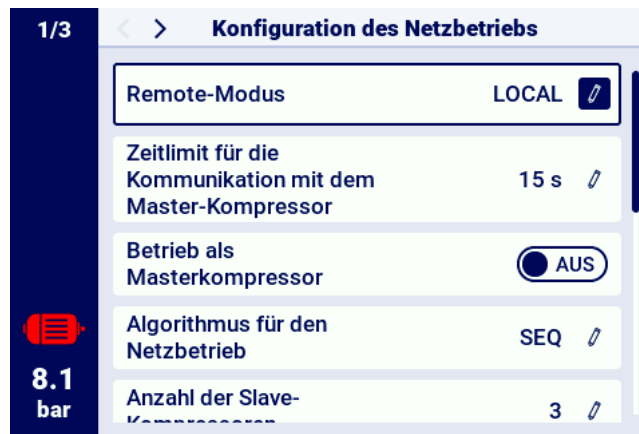 1/3
Konfiguration des Netzbetriebs
Remote-Modus LOCAL
Zeitlimit für die
Kommunikation mit dem
Master-Kompressor
15 s
Betrieb als
Masterkompressor
AUS
Algorithmus für den
Netzbetrieb
SEQ
Anzahl der Slave-
Kompressoren
3
8.1
bar